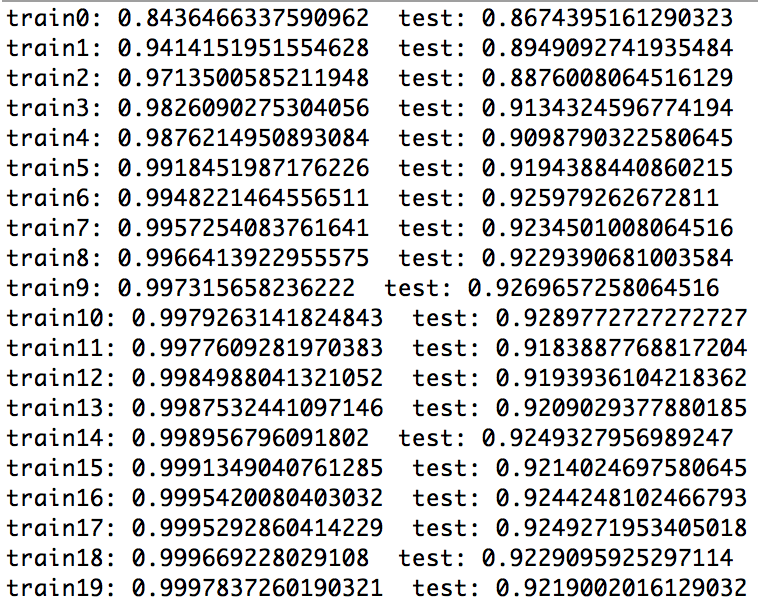 train0: 0.8436466337590962  test: 0.8674395161290323
train1: 0.9414151951554628  test: 0.8949092741935484
train2: 0.9713500585211948  test: 0.8876008064516129
train3: 0.9826090275304056  test: 0.9134324596774194
train4: 0.9876214950893084  test: 0.9098790322580645
train5: 0.9918451987176226  test: 0.9194388440860215
train6: 0.9948221464556511  test: 0.925979262672811
train7: 0.9957254083761641  test: 0.9234501008064516
train8: 0.9966413922955575  test: 0.9229390681003584
train9: 0.997315658236222  test: 0.9269657258064516
train10: 0.9979263141824843  test: 0.9289772727272727
train11: 0.9977609281970383  test: 0.9183887768817204
train12: 0.9984988041321052  test: 0.9193936104218362
train13: 0.9987532441097146  test: 0.9209029377880185
train14: 0.998956796091802  test: 0.9249327956989247
train15: 0.9991349040761285  test: 0.9214024697580645
train16: 0.9995420080403032  test: 0.9244248102466793
train17: 0.9995292860414229  test: 0.9249271953405018
train18: 0.999669228029108  test: 0.9229095925297114
train19: 0.9997837260190321  test: 0.9219002016129032